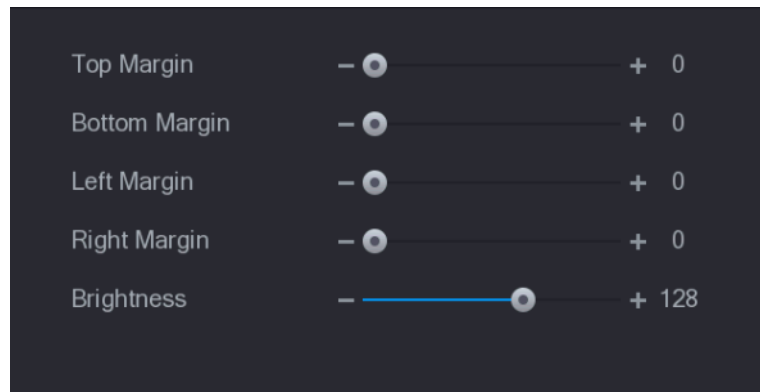 Top Margin − + 0
Bottom Margin − + 0
Left Margin − + 0
Right Margin − + 0
Brightness − + 128